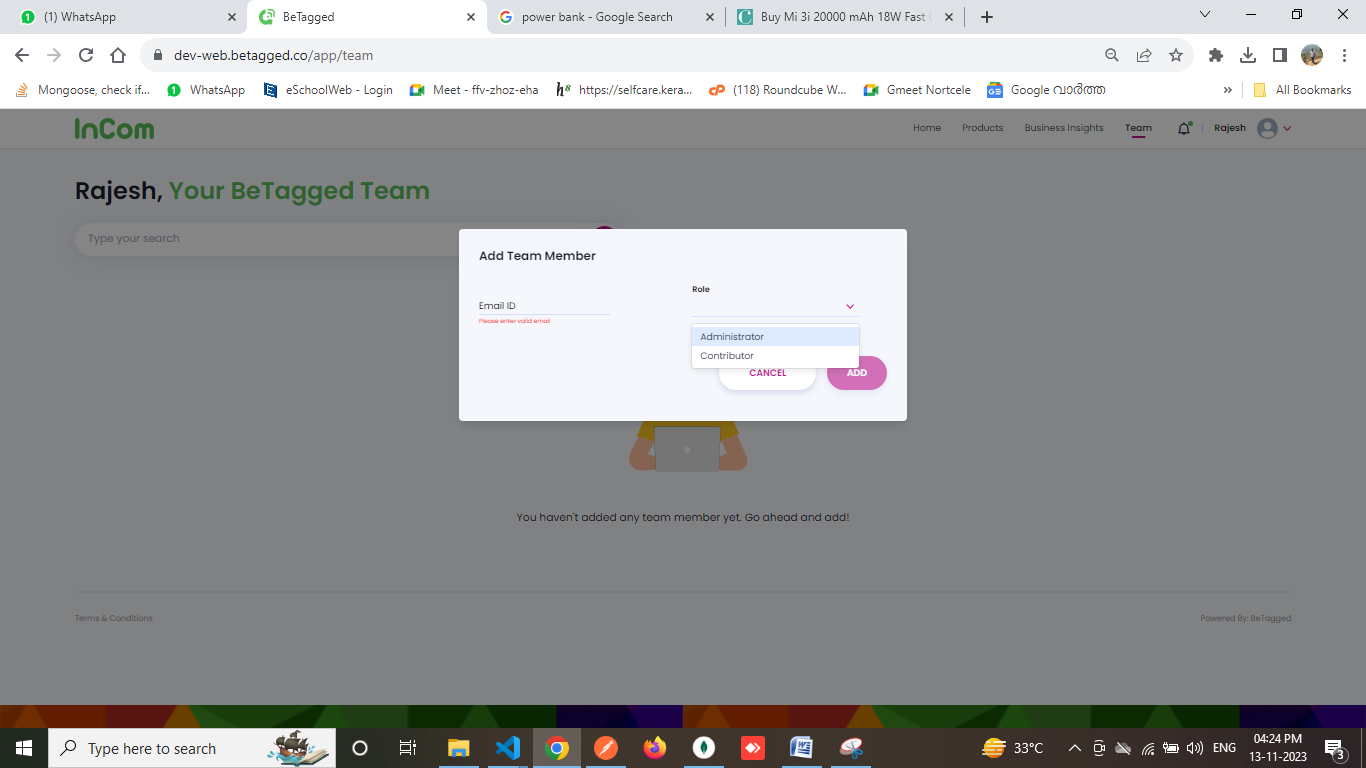 (1) WhatsApp
BeTagged
power bank - Google Search
Buy Mi 3i 20000 mAh 18W Fast
dev-web.betagged.co/app/team
Mongoose, check if...
WhatsApp
eSchoolWeb - Login
Meet - ffv-zhoz-eha
https://selfcare.kera...
(118) Roundcube W...
Gmeet Nortcele
Google വാർത്ത
»
All Bookmarks
InCom
Home
Products
Business Insights
Team
Rajesh
Rajesh, Your BeTagged Team
Type your search
Add Team Member
Role
Email ID
Please enter valid email
Administrator
Contributor
CANCEL
ADD
You haven't added any team member yet. Go ahead and add!
Terms & Conditions
Powered By: BeTagged
Type here to search
33°C
ENG
04:24 PM
13-11-2023
3